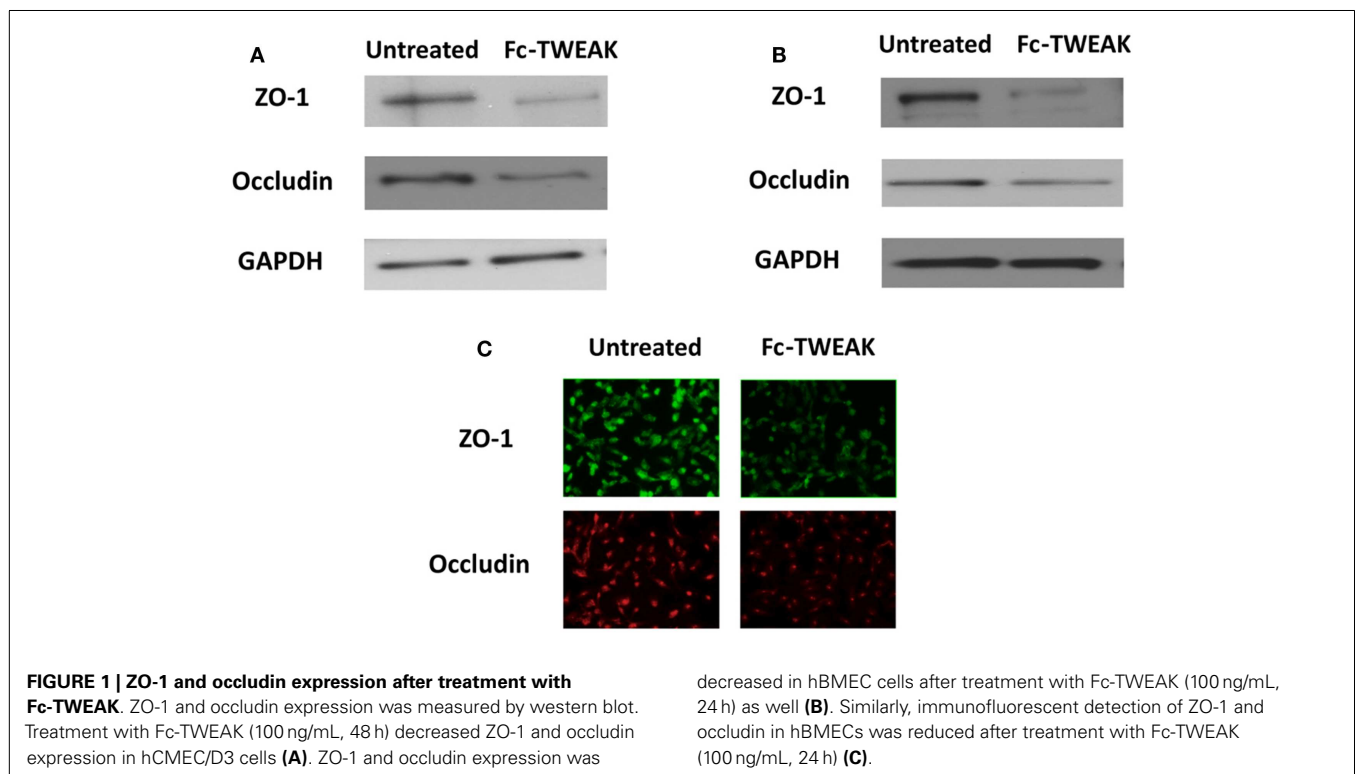 A
Untreated Fc-TWEAK
ZO-1
Occludin
GAPDH
B
Untreated Fc-TWEAK
ZO-1
Occludin
GAPDH
C
Untreated Fc-TWEAK
ZO-1
Occludin
FIGURE 1 | ZO-1 and occludin expression after treatment with
Fc-TWEAK. ZO-1 and occludin expression was measured by western blot.
Treatment with Fc-TWEAK (100 ng/mL, 48 h) decreased ZO-1 and occludin
expression in hCMEC/D3 cells (A). ZO-1 and occludin expression was
decreased in hBMEC cells after treatment with Fc-TWEAK (100 ng/mL,
24 h) as well (B). Similarly, immunofluorescent detection of ZO-1 and
occludin in hBMECs was reduced after treatment with Fc-TWEAK
(100 ng/mL, 24 h) (C).